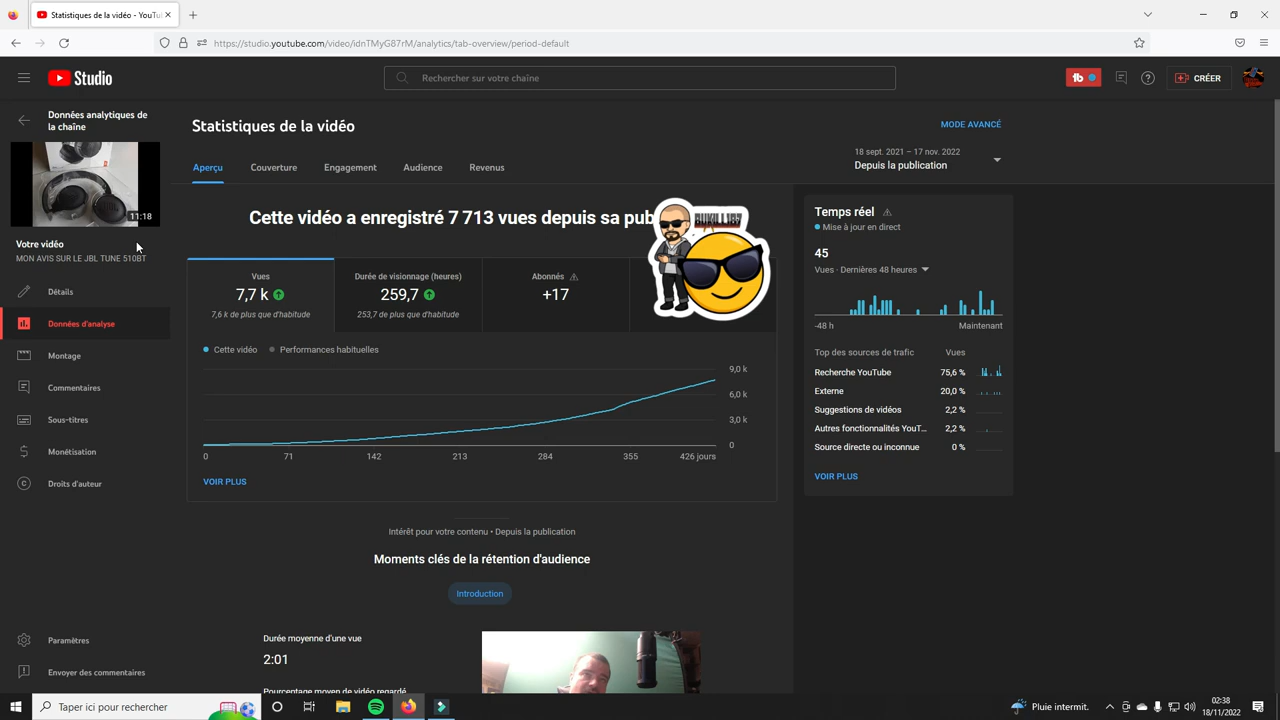 Statistiques de la vidéo - YouTu
https://studio.youtube.com/video/idnTMyG87rM/analytics/tab-overview/period-default
Studio
Rechercher sur votre chaîne
tb
CRÉER
Données analytiques de
la chaîne
11:18
Votre vidéo
MON AVIS SUR LE JBL TUNE 510BT
Détails
Données d'analyse
Montage
Commentaires
Sous-titres
Monétisation
Droits d'auteur
Paramètres
Envoyer des commentaires
Statistiques de la vidéo
MODE AVANCÉ
Aperçu
Couverture
Engagement
Audience
Revenus
18 sept. 2021 – 17 nov. 2022
Depuis la publication
Cette vidéo a enregistré 7 713 vues depuis sa pub
Vues
7,7 k
7,6 k de plus que d'habitude
Durée de visionnage (heures)
259,7
253,7 de plus que d'habitude
Abonnés
+17
Cette vidéo
Performances habituelles
9,0 k
6,0 k
3,0 k
0
0 71 142 213 284 355 426 jours
VOIR PLUS
Temps réel
Mise à jour en direct
45
Vues · Dernières 48 heures
-48 h Maintenant
Top des sources de trafic Vues
Recherche YouTube 75,6 %
Externe 20,0 %
Suggestions de vidéos 2,2 %
Autres fonctionnalités YouT... 2,2 %
Source directe ou inconnue 0 %
VOIR PLUS
Intérêt pour votre contenu • Depuis la publication
Moments clés de la rétention d'audience
Introduction
Durée moyenne d'une vue
2:01
Pourcentage moyen de vidéo regardé
Taper ici pour rechercher
Pluie intermit.
02:38
18/11/2022